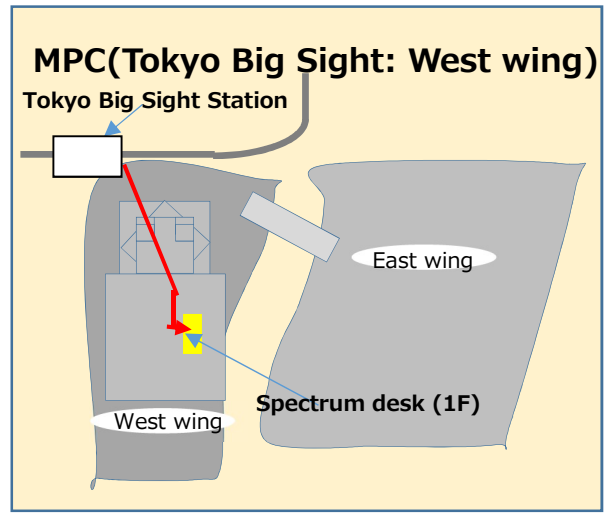 MPC(Tokyo Big Sight: West wing)
Tokyo Big Sight Station
East wing
Spectrum desk (1F)
West wing